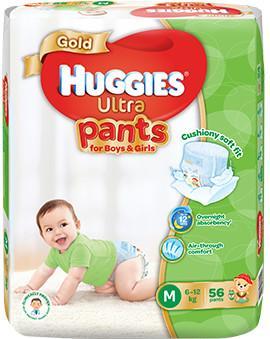 Gold
HUGGIES
Ultra
pants
for Boys & Girls
Cushiony soft fit
12
Overnight
absorbency
Air-through
comfort
M
6-12
kg
56